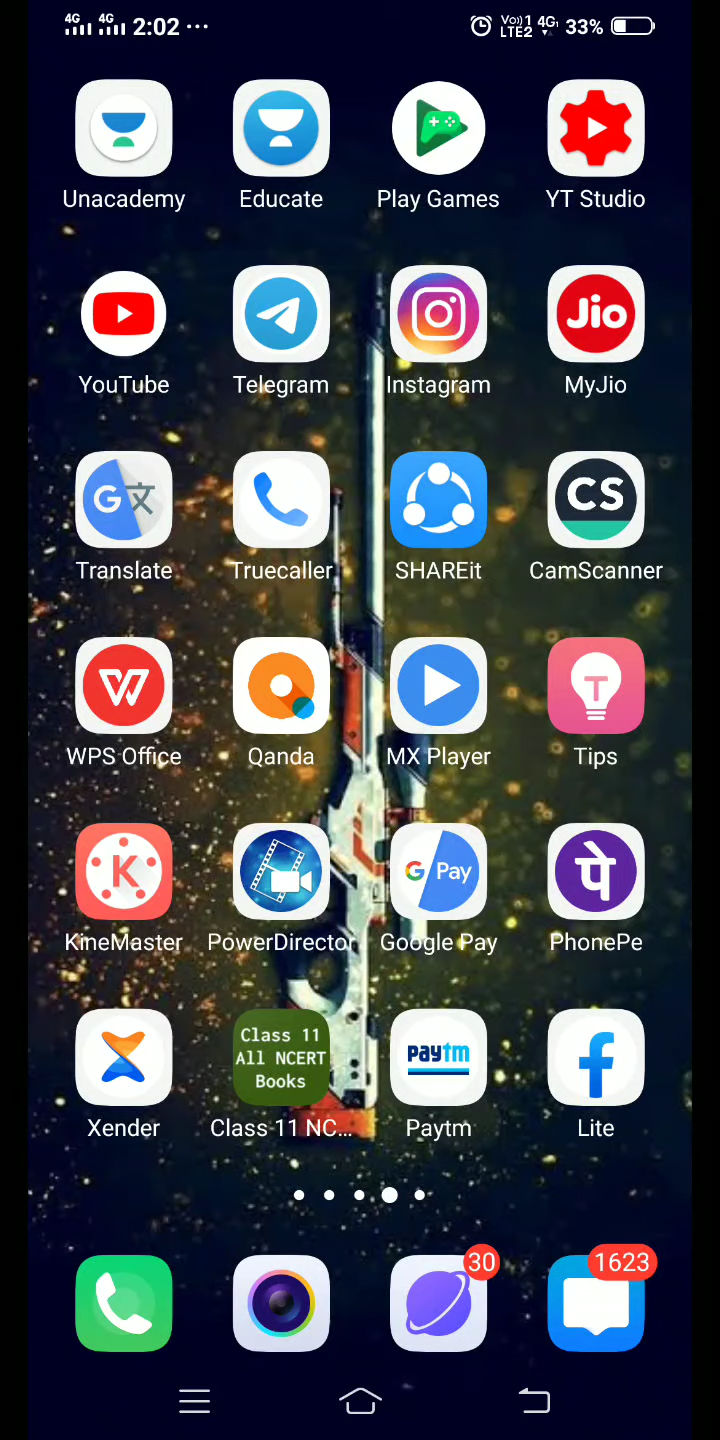 4G 4G 2:02 ... Vo))1 LTE2 4G1 33%
Unacademy Educate Play Games YT Studio
Jio
YouTube Telegram Instagram MyJio
G 文 CS
Translate Truecaller SHAREit CamScanner
W T
WPS Office Qanda MX Player Tips
K G Pay पे
KineMaster PowerDirector Google Pay PhonePe
Class 11
All NCERT
Books
paytm f
Xender Class 11 NC... Paytm Lite
30 1623